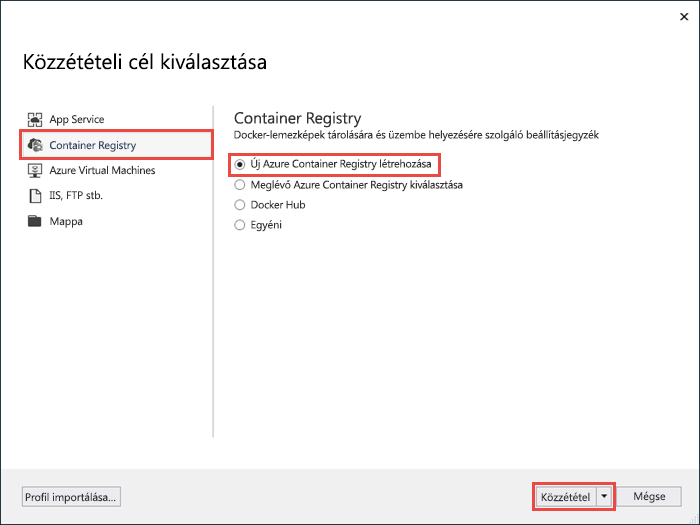 Közzétételi cél kiválasztása
App Service
Container Registry
Azure Virtual Machines
IIS, FTP stb.
Mappa
Container Registry
Docker-lemezképek tárolására és üzembe helyezésére szolgáló beállításjegyzék
Új Azure Container Registry létrehozása
Meglévő Azure Container Registry kiválasztása
Docker Hub
Egyéni
Profil importálása...
Közzététel
Mégse